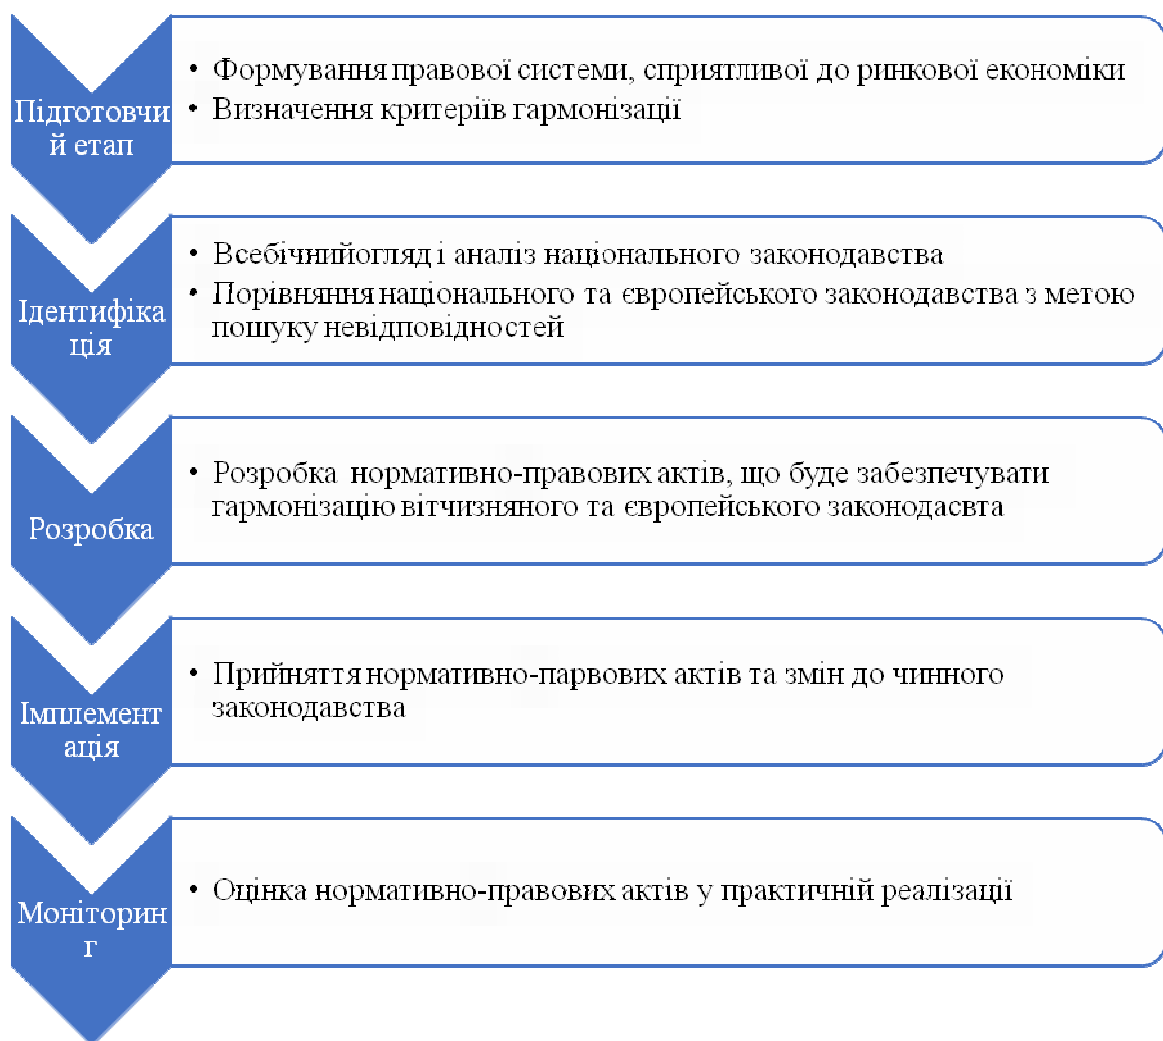 Підготовчи
й етап
• Формування правової системи, сприятливої до ринкової економіки
• Визначення критеріїв гармонізації
Ідентифіка
ція
• Всебічнийогляд і аналіз національного законодавства
• Порівняння національного та європейського законодавства з метою
пошуку невідповідностей
Розробка
• Розробка нормативно-правових актів, що буде забезпечувати
гармонізацію вітчизняного та європейського законодасвта
Імплемент
ація
• Прийняття нормативно-парвових актів та змін до чинного
законодавства
Моніторин
г
• Оцінка нормативно-правових актів у практичній реалізації